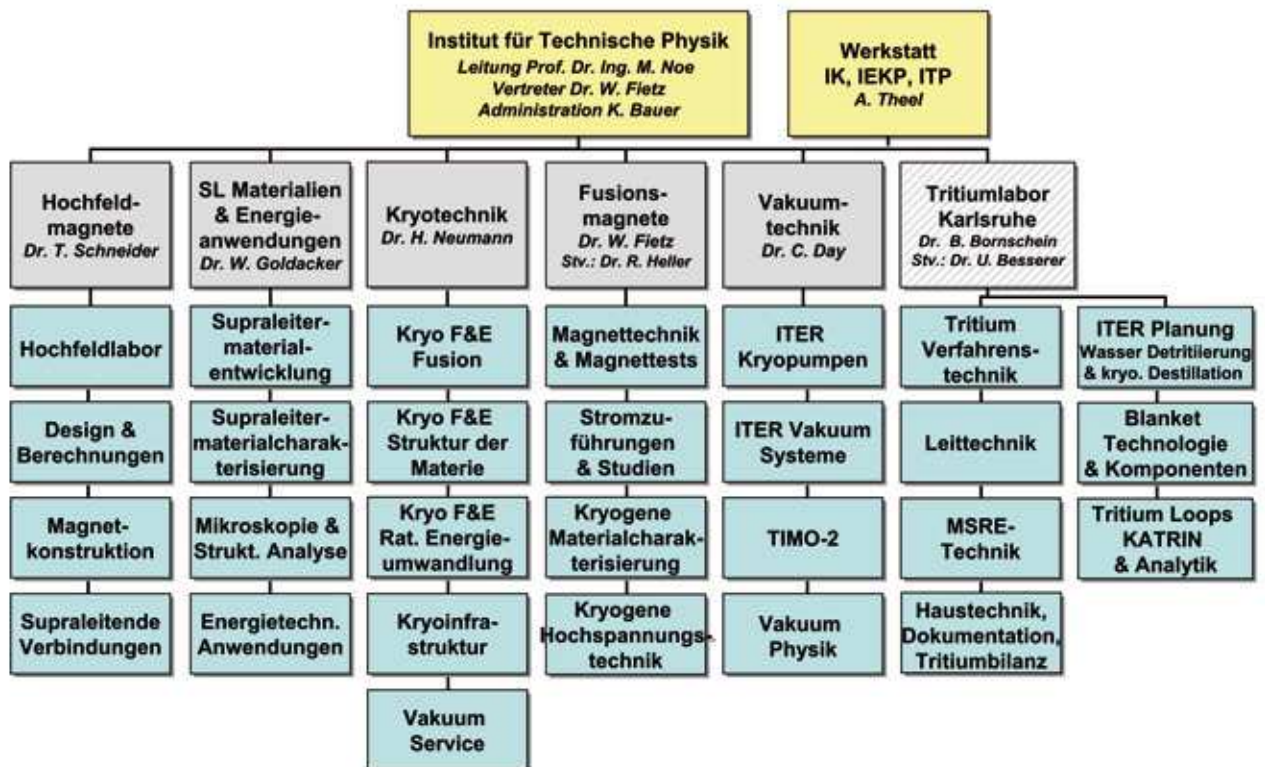 Institut für Technische Physik
Leitung Prof. Dr. Ing. M. Noe
Vertreter Dr. W. Fietz
Administration K. Bauer
Werkstatt
IK, IEKP, ITP
A. Theel
Hochfeld-
magnete
Dr. T. Schneider
SL Materialien
& Energie-
anwendungen
Dr. W. Goldacker
Kryotechnik
Dr. H. Neumann
Fusions-
magnete
Dr. W. Fietz
Stv.: Dr. R. Heller
Vakuum-
technik
Dr. C. Day
Tritiumlabor
Karlsruhe
Dr. B. Bornschein
Stv.: Dr. U. Besserer
Hochfeldlabor
Supraleiter-
material-
entwicklung
Kryo F&E
Fusion
Magnettechnik
& Magnettests
ITER
Kryopumpen
Tritium
Verfahrens-
technik
ITER Planung
Wasser Detritiierung
& kryo. Destillation
Design &
Berechnungen
Supraleiter-
materialcharak-
terisierung
Kryo F&E
Struktur der
Materie
Stromzu-
führungen
& Studien
ITER Vakuum
Systeme
Leittechnik
Blanket
Technologie
& Komponenten
Magnet-
konstruktion
Mikroskopie &
Strukt. Analyse
Kryo F&E
Rat. Energie-
umwandlung
Kryogene
Materialcharak-
terisierung
TIMO-2
MSRE-
Technik
Tritium Loops
KATRIN
& Analytik
Supraleitende
Verbindungen
Energietechn.
Anwendungen
Kryoinfra-
struktur
Kryogene
Hochspannungs-
technik
Vakuum
Physik
Haustechnik,
Dokumentation,
Tritiumbilanz
Vakuum
Service